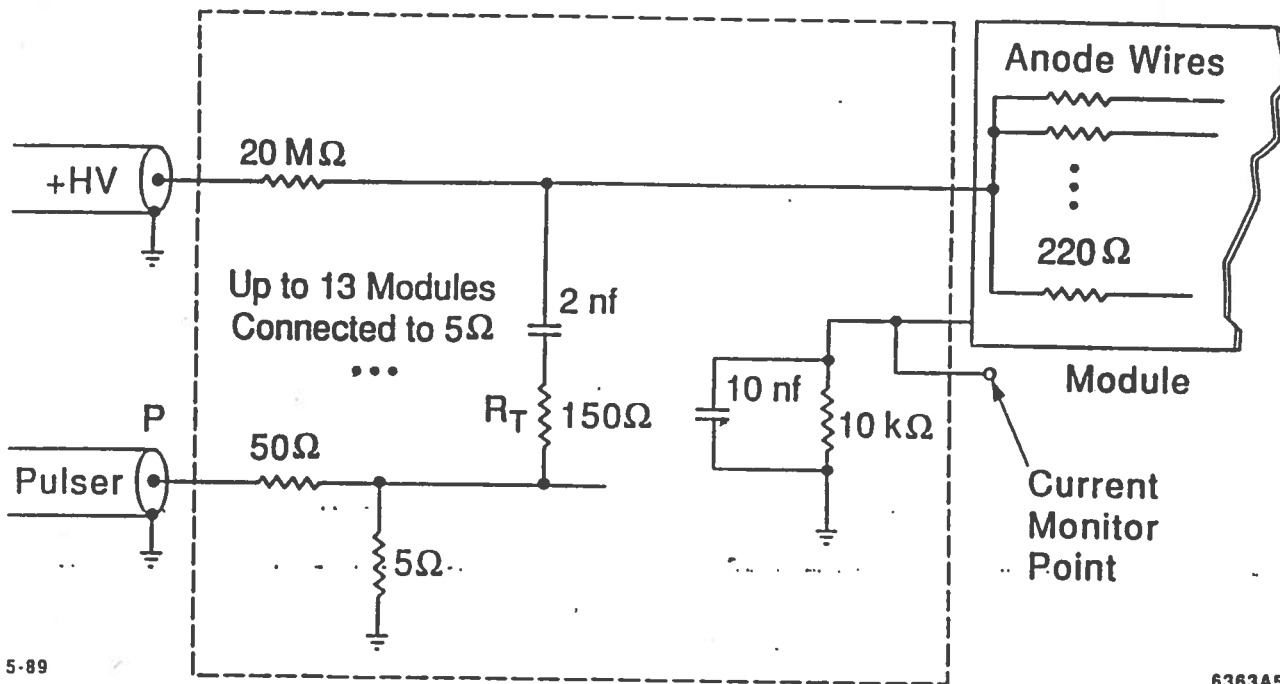 Anode Wires
20 MΩ
+HV
220 Ω
Up to 13 Modules
Connected to 5Ω
•••
2 nf
Module
P
R_T 150Ω
10 nf
10 kΩ
50Ω
Pulser
Current
Monitor
Point
5Ω
5-89
6363A5